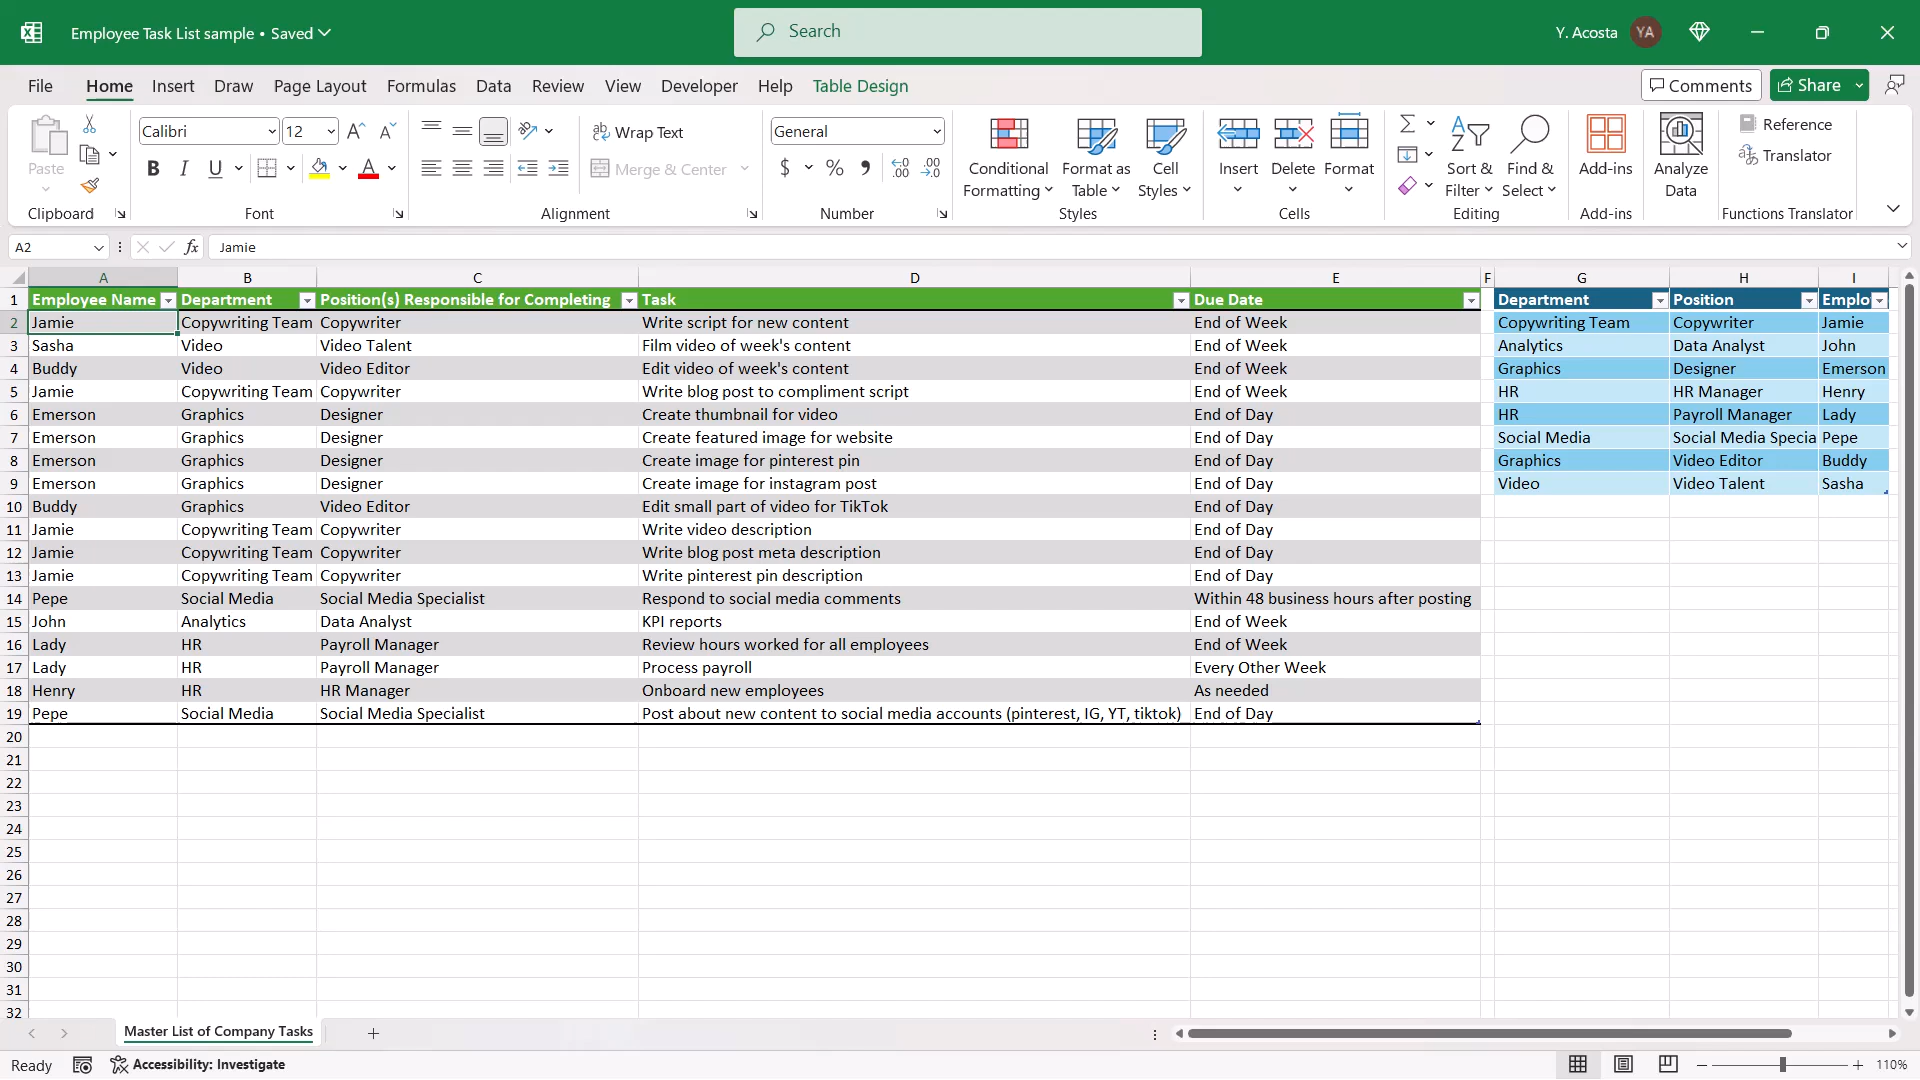 Employee Task List sample • Saved
Search
Y. Acosta
YA
File Home Insert Draw Page Layout Formulas Data Review View Developer Help Table Design
Comments
Share
Paste
Clipboard
Calibri
12
B I U
A
Font
Wrap Text
Merge & Center
Alignment
General
$ % 9
Number
Conditional Formatting
Format as Table
Cell Styles
Styles
Insert
Delete
Format
Cells
Sort & Filter
Find & Select
Editing
Add-ins
Add-ins
Analyze Data
Reference
Translator
Functions Translator
A2
fx
Jamie
A B C D E F G H I
1 Employee Name Department Position(s) Responsible for Completing Task Due Date Department Position Emplo
2 Jamie Copywriting Team Copywriter Write script for new content End of Week Copywriting Team Copywriter Jamie
3 Sasha Video Video Talent Film video of week's content End of Week Analytics Data Analyst John
4 Buddy Video Video Editor Edit video of week's content End of Week Graphics Designer Emerson
5 Jamie Copywriting Team Copywriter Write blog post to compliment script End of Week HR HR Manager Henry
6 Emerson Graphics Designer Create thumbnail for video End of Day HR Payroll Manager Lady
7 Emerson Graphics Designer Create featured image for website End of Day Social Media Social Media Specia Pepe
8 Emerson Graphics Designer Create image for pinterest pin End of Day Graphics Video Editor Buddy
9 Emerson Graphics Designer Create image for instagram post End of Day Video Video Talent Sasha
10 Buddy Graphics Video Editor Edit small part of video for TikTok End of Day
11 Jamie Copywriting Team Copywriter Write video description End of Day
12 Jamie Copywriting Team Copywriter Write blog post meta description End of Day
13 Jamie Copywriting Team Copywriter Write pinterest pin description End of Day
14 Pepe Social Media Social Media Specialist Respond to social media comments Within 48 business hours after posting
15 John Analytics Data Analyst KPI reports End of Week
16 Lady HR Payroll Manager Review hours worked for all employees End of Week
17 Lady HR Payroll Manager Process payroll Every Other Week
18 Henry HR HR Manager Onboard new employees As needed
19 Pepe Social Media Social Media Specialist Post about new content to social media accounts (pinterest, IG, YT, tiktok) End of Day
20
21
22
23
24
25
26
27
28
29
30
31
32
Master List of Company Tasks
Ready
Accessibility: Investigate
110%